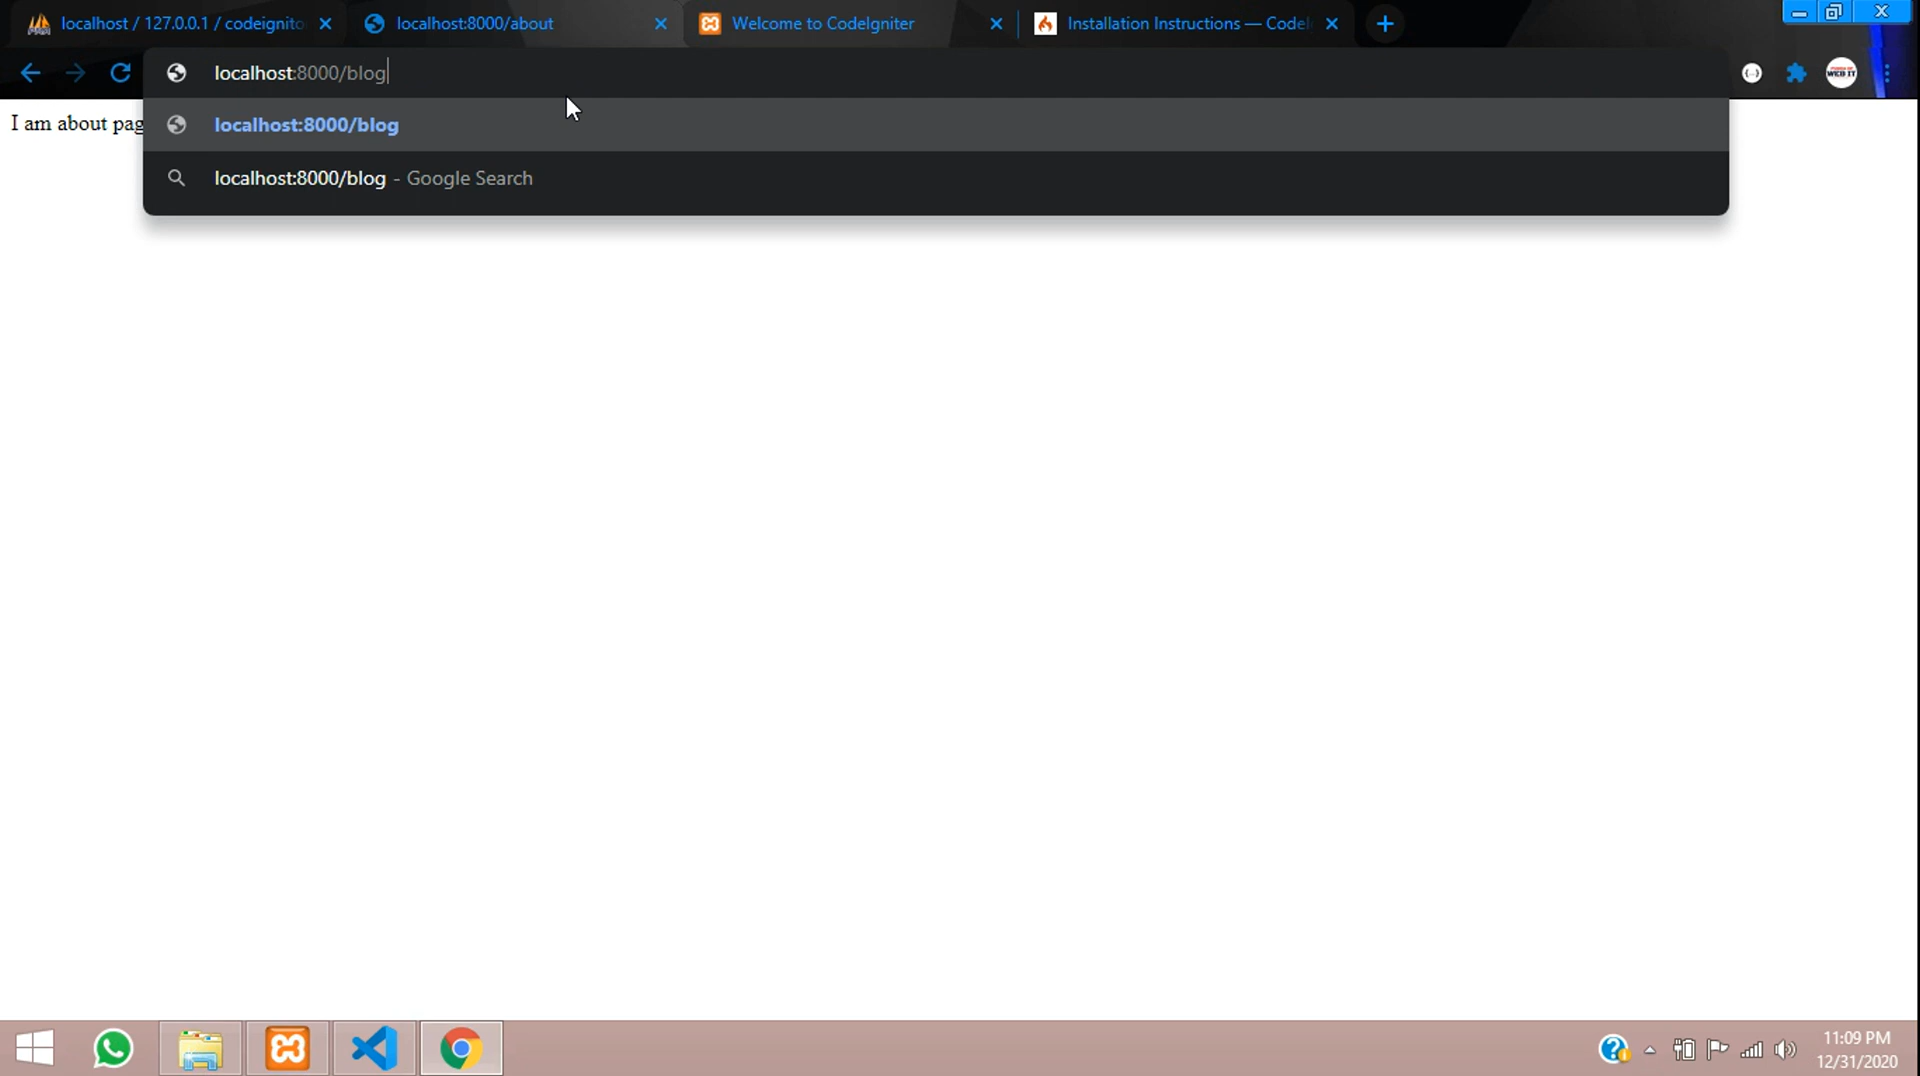 localhost / 127.0.0.1 / codeignito
localhost:8000/about
Welcome to CodeIgniter
Installation Instructions — CodeI
localhost:8000/blog
I am about pag
localhost:8000/blog
localhost:8000/blog - Google Search
11:09 PM
12/31/2020